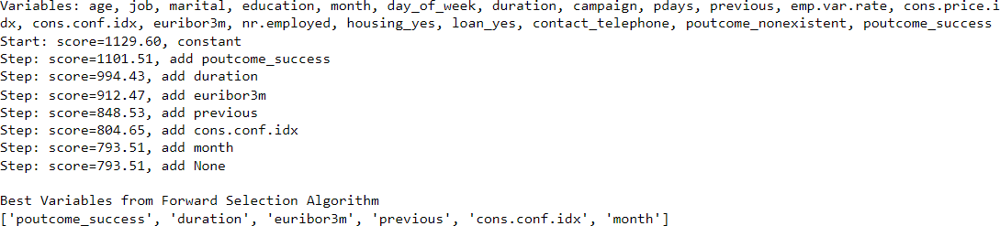 Variables: age, job, marital, education, month, day_of_week, duration, campaign, pdays, previous, emp.var.rate, cons.price.i
dx, cons.conf.idx, euribor3m, nr.employed, housing_yes, loan_yes, contact_telephone, poutcome_nonexistent, poutcome_success
Start: score=1129.60, constant
Step: score=1101.51, add poutcome_success
Step: score=994.43, add duration
Step: score=912.47, add euribor3m
Step: score=848.53, add previous
Step: score=804.65, add cons.conf.idx
Step: score=793.51, add month
Step: score=793.51, add None

Best Variables from Forward Selection Algorithm
['poutcome_success', 'duration', 'euribor3m', 'previous', 'cons.conf.idx', 'month']